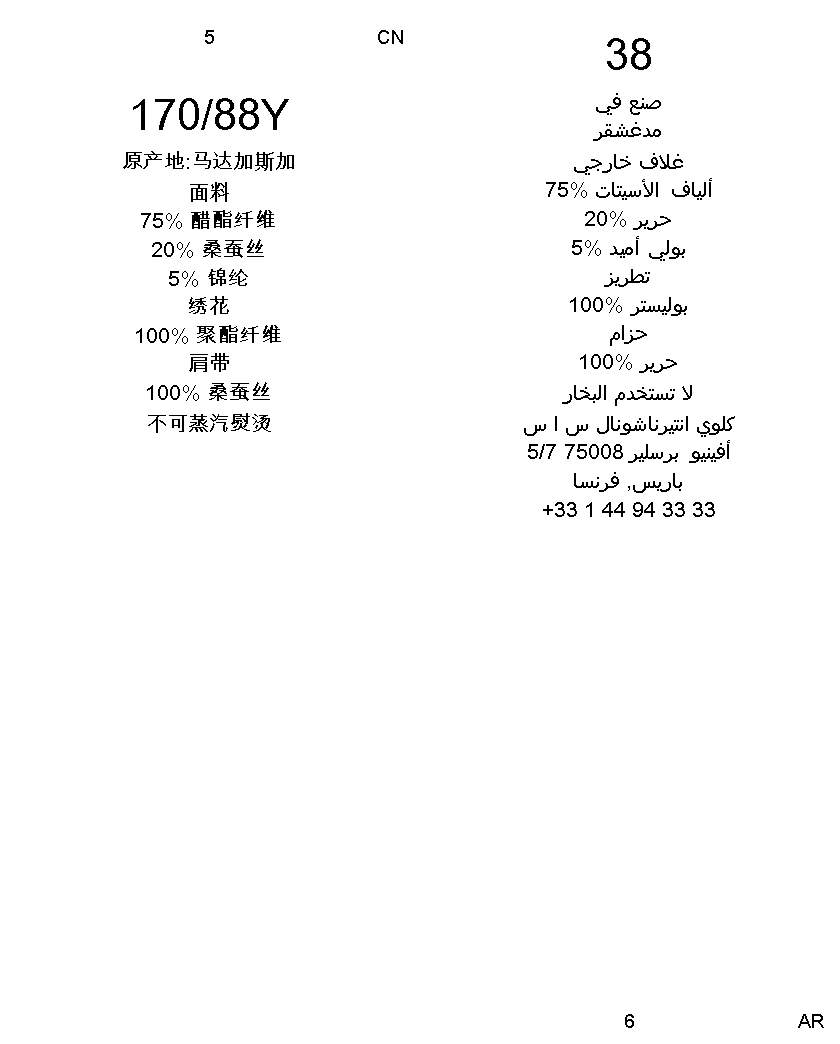 5
CN
170/88Y
原产地:马达加斯加
面料
75% 醋酯纤维
20% 桑蚕丝
5% 锦纶
绣花
100% 聚酯纤维
肩带
100% 桑蚕丝
不可蒸汽熨烫
38
صنع في
مدغشقر
غلاف خارجي
ألياف الأسيتات 75%
حرير 20%
بولي أميد 5%
تطريز
بوليستر 100%
حزام
حرير 100%
لا تستخدم البخار
كلوي انتيرناشونال س ا س
5/7 أفينيو برسلير 75008
باريس, فرنسا
+33 1 44 94 33 33
6
AR